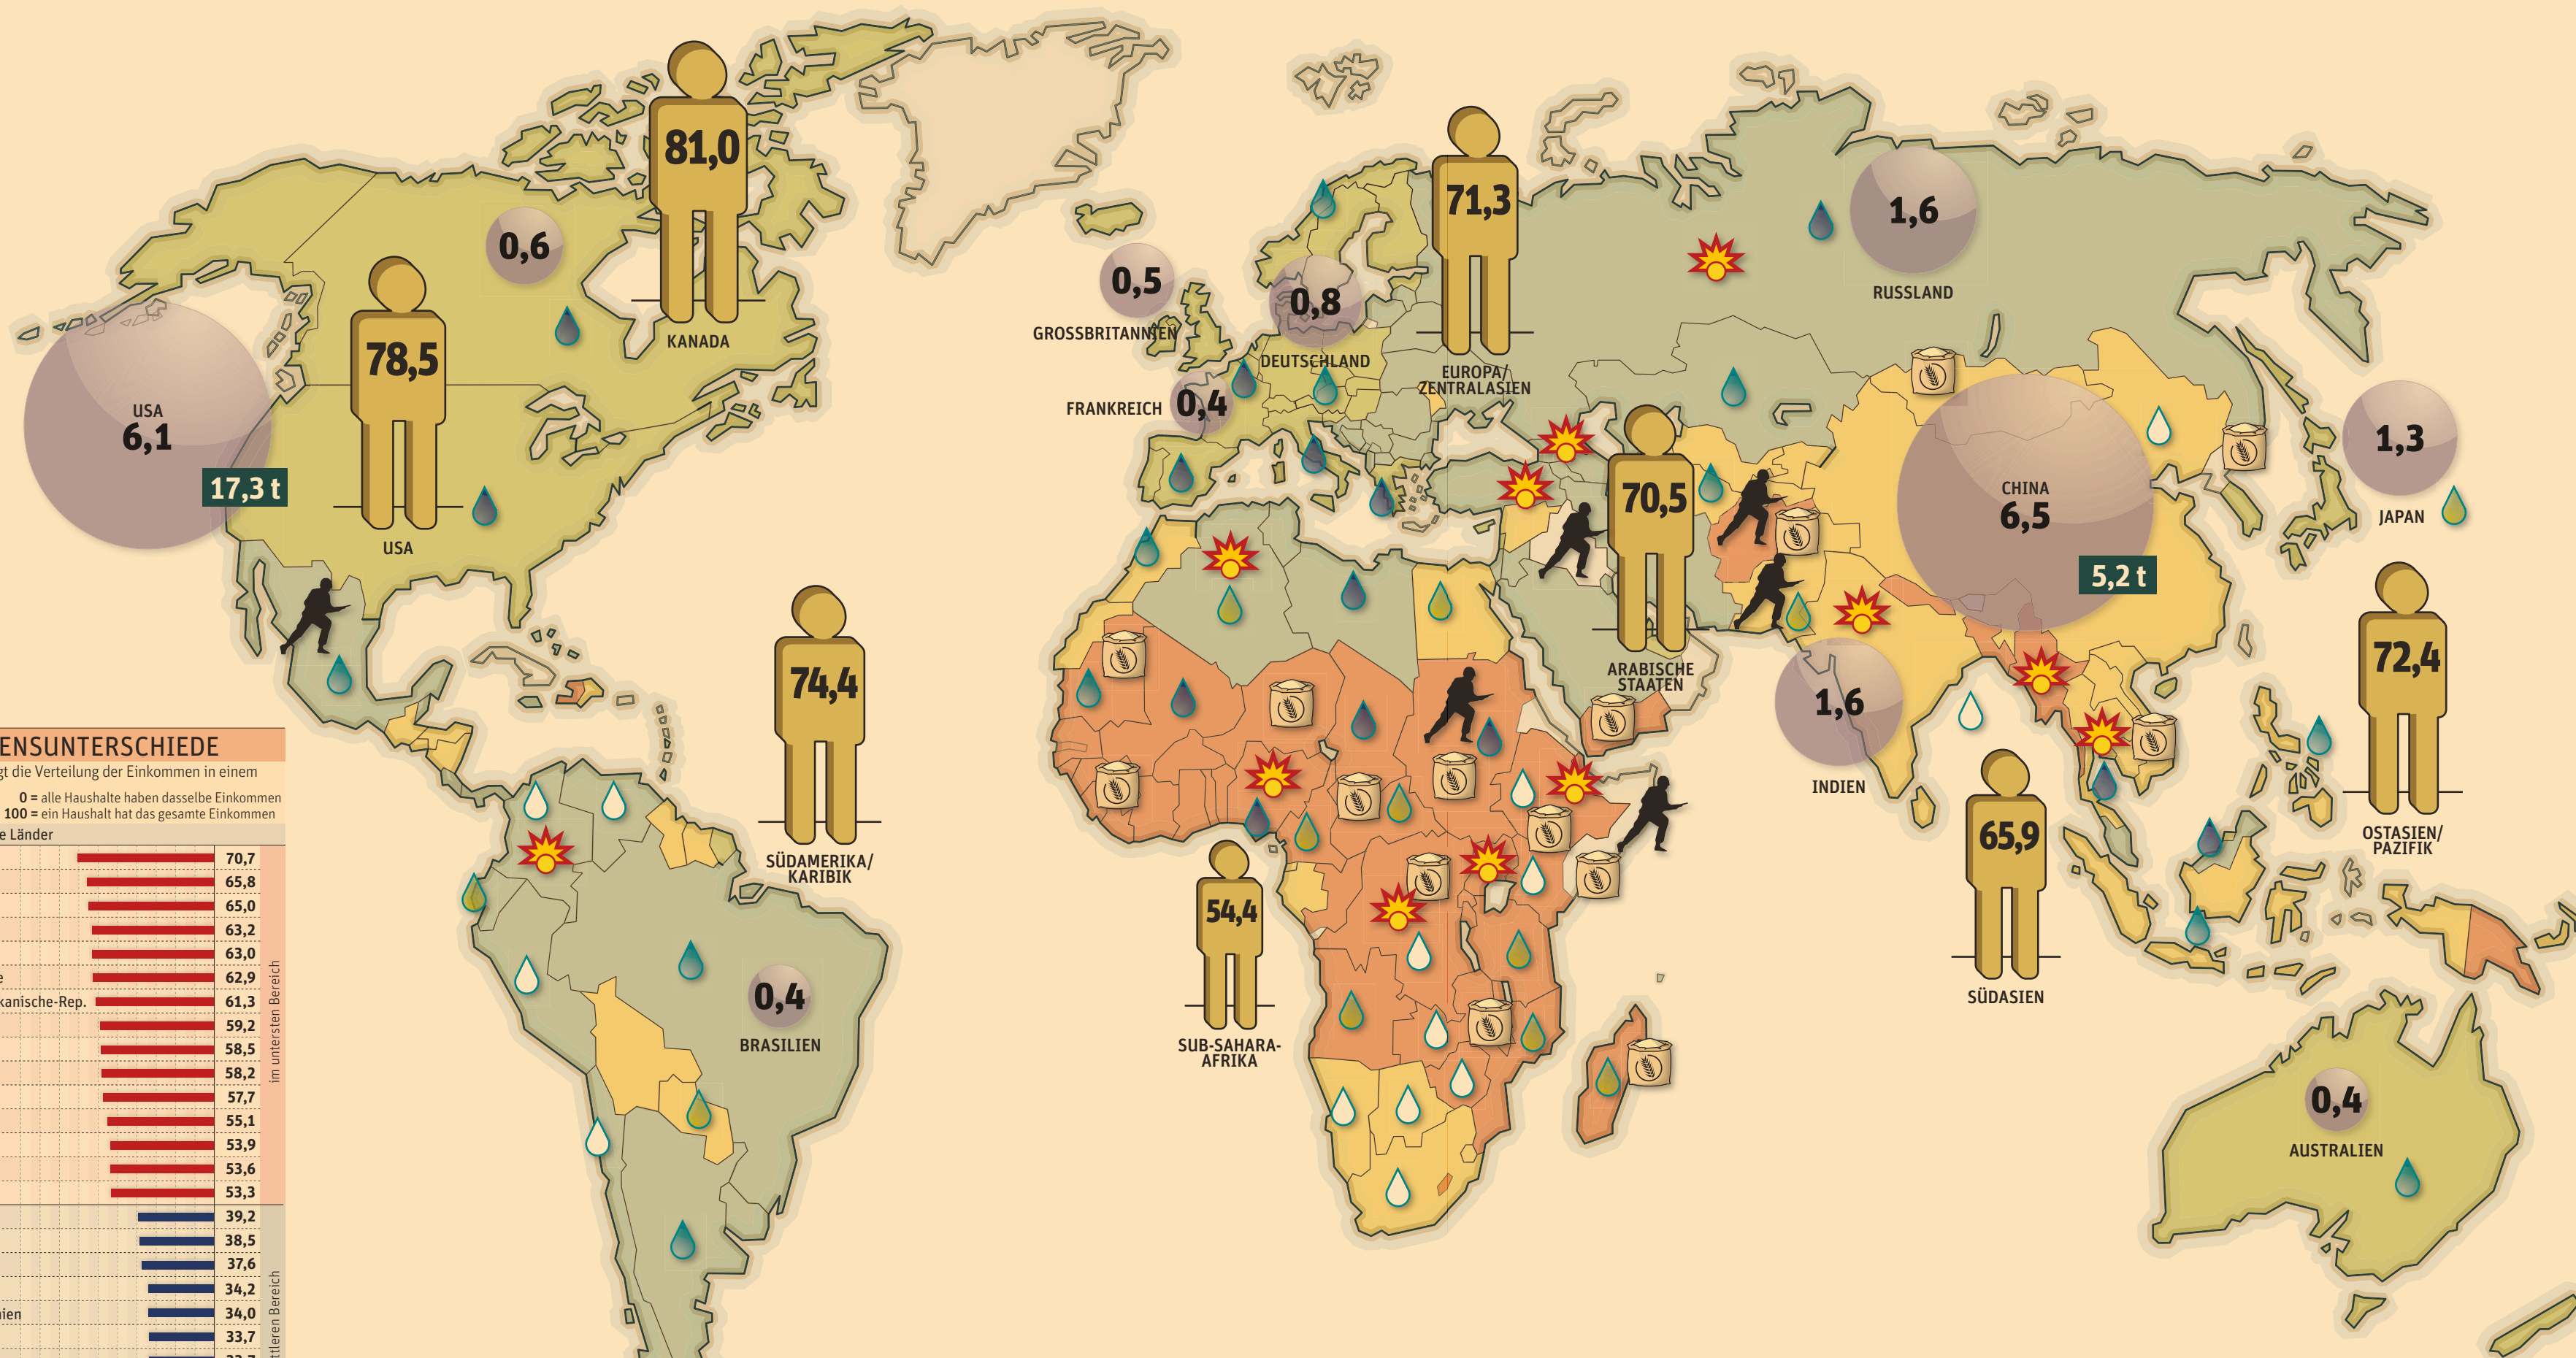 81,0
KANADA
0,6
78,5
USA
USA
6,1
17,3 t
0,5
GROSSBRITANNIEN
0,8
DEUTSCHLAND
0,4
FRANKREICH
71,3
EUROPA/
ZENTRALASIEN
1,6
RUSSLAND
70,5
ARABISCHE
STAATEN
CHINA
6,5
5,2 t
1,3
JAPAN
72,4
OSTASIEN/
PAZIFIK
1,6
INDIEN
65,9
SÜDASIEN
74,4
SÜDAMERIKA/
KARIBIK
54,4
SUB-SAHARA-
AFRIKA
0,4
BRASILIEN
0,4
AUSTRALIEN
ENSUNTERSCHIEDE
gt die Verteilung der Einkommen in einem
0 = alle Haushalte haben dasselbe Einkommen
100 = ein Haushalt hat das gesamte Einkommen
e Länder
70,7
65,8
65,0
63,2
63,0
e 62,9
kanische-Rep. 61,3
59,2
58,5
58,2
57,7
55,1
53,9
53,6
53,3
im untersten Bereich
39,2
38,5
37,6
34,2
nien 34,0
33,7
ttleren Bereich